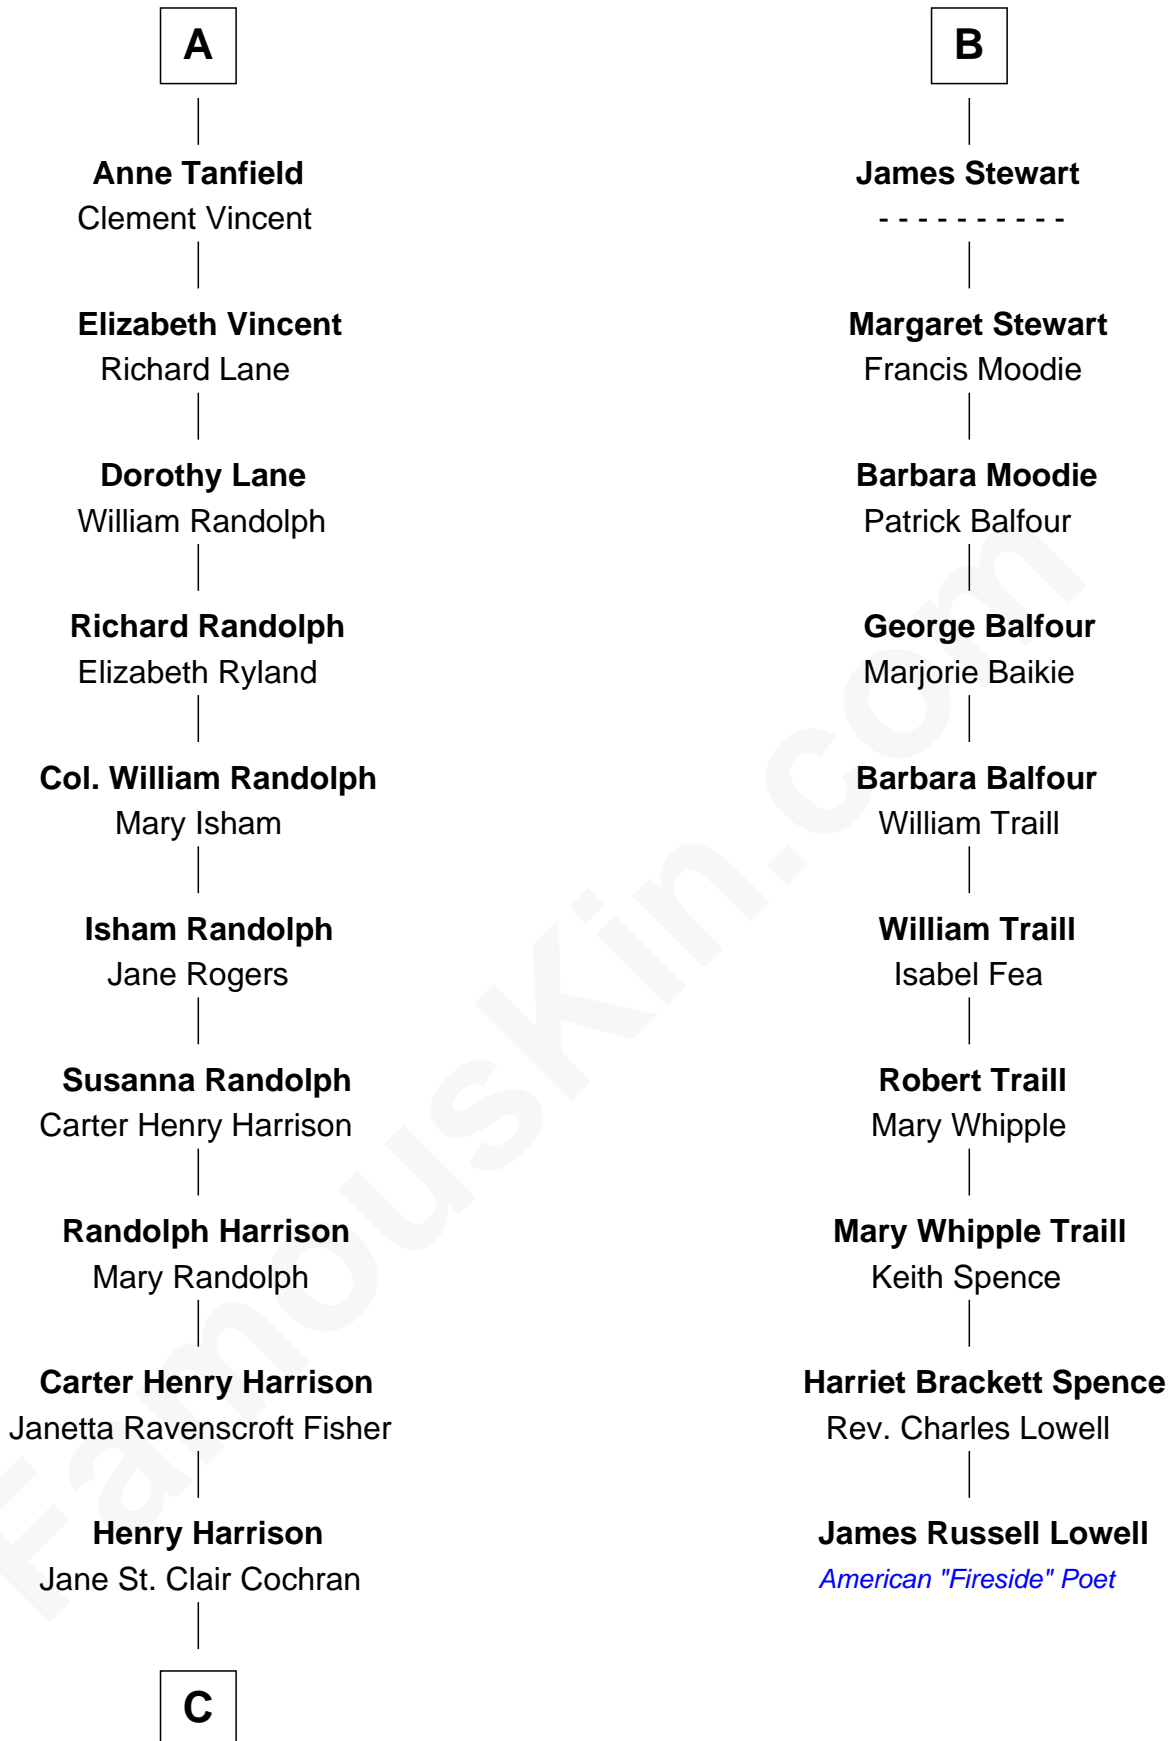 A
Anne Tanfield
Clement Vincent
Elizabeth Vincent
Richard Lane
Dorothy Lane
William Randolph
Richard Randolph
Elizabeth Ryland
Col. William Randolph
Mary Isham
Isham Randolph
Jane Rogers
Susanna Randolph
Carter Henry Harrison
Randolph Harrison
Mary Randolph
Carter Henry Harrison
Janetta Ravenscroft Fisher
Henry Harrison
Jane St. Clair Cochran
C
B
James Stewart
- - - - - - - - - -
Margaret Stewart
Francis Moodie
Barbara Moodie
Patrick Balfour
George Balfour
Marjorie Baikie
Barbara Balfour
William Traill
William Traill
Isabel Fea
Robert Traill
Mary Whipple
Mary Whipple Traill
Keith Spence
Harriet Brackett Spence
Rev. Charles Lowell
James Russell Lowell
American "Fireside" Poet
FamousKin.com